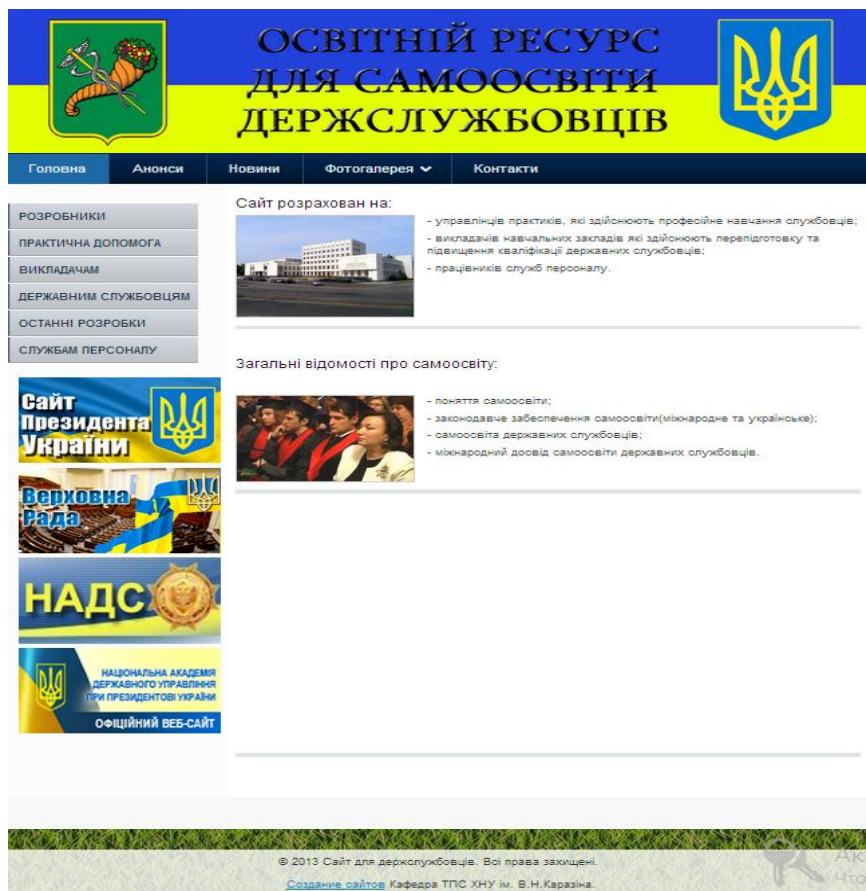 ОСВІТНІЙ РЕСУРС
ДЛЯ САМООСВІТИ
ДЕРЖСЛУЖБОВЦІВ
Головна Анонси Новини Фотогалерея Контакти
РОЗРОБНИКИ
ПРАКТИЧНА ДОПОМОГА
ВИКЛАДАЧАМ
ДЕРЖАВНИМ СЛУЖБОВЦЯМ
ОСТАННІ РОЗРОБКИ
СЛУЖБАМ ПЕРСОНАЛУ
Сайт
Президента
України
Верховна
Рада
НАДС
НАЦІОНАЛЬНА АКАДЕМІЯ
ДЕРЖАВНОГО УПРАВЛІННЯ
ПРИ ПРЕЗИДЕНТОВІ УКРАЇНИ
ОФІЦІЙНИЙ ВЕБ-САЙТ
Сайт розрахован на:
- управлінців практиків, які здійснюють професійне навчання службовців;
- викладачів навчальних закладів які здійснюють перепідготовку та
підвищення кваліфікації державних службовців;
- працівників служб персоналу.
Загальні відомості про самоосвіту:
- поняття самоосвіти;
- законодавче забеспечення самоосвіти(міжнародне та українське);
- самоосвіта державних службовців;
- міжнародний досвід самоосвіти державних службовців.
© 2013 Сайт для держслужбовців. Всі права захищені.
Создание сайтов Кафедра ТПС ХНУ ім. В.Н.Каразіна.